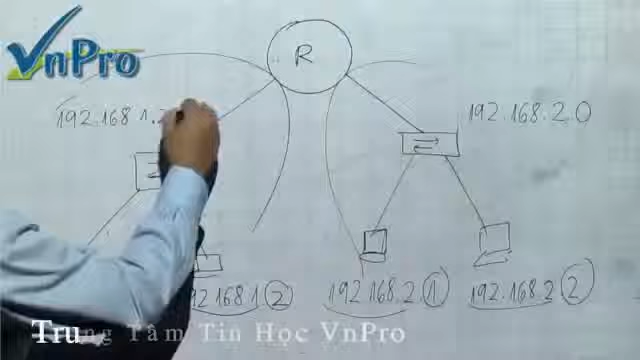 VnPro
R
192.168.2.0
192.168 1.
192.168.1 2
192.168.2 1
192.168.2 2
Trung Tâm Tin Học VnPro